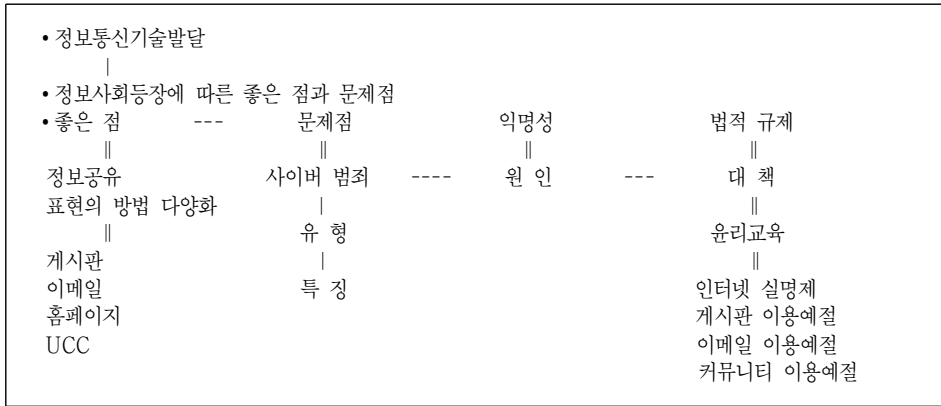 • 정보통신기술발달
|
• 정보사회등장에 따른 좋은 점과 문제점
• 좋은 점 --- 문제점 익명성 법적 규제
‖ ‖ ‖ ‖
정보공유 사이버 범죄 ---- 원 인 --- 대 책
표현의 방법 다양화 | ‖
‖ 유 형 윤리교육
게시판 | ‖
이메일 특 징 인터넷 실명제
홈페이지 게시판 이용예절
UCC 이메일 이용예절
커뮤니티 이용예절